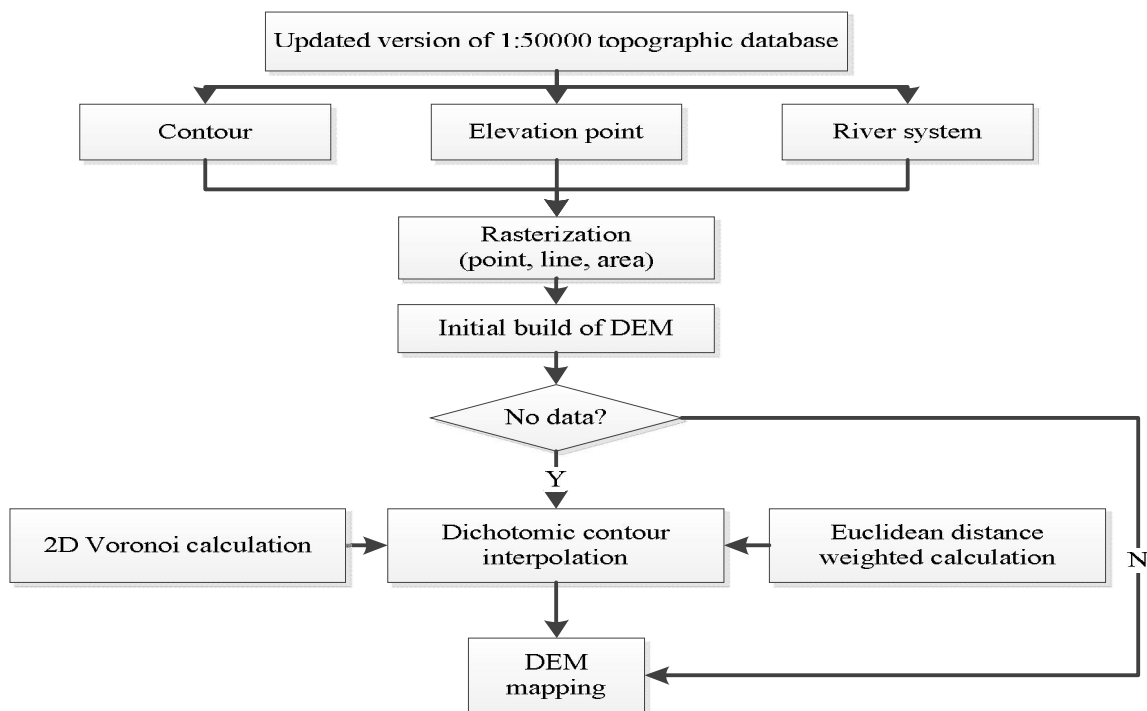 Updated version of 1:50000 topographic database
Contour
Elevation point
River system
Rasterization
(point, line, area)
Initial build of DEM
No data?
Y
2D Voronoi calculation
Dichotomic contour
interpolation
Euclidean distance
weighted calculation
N
DEM
mapping